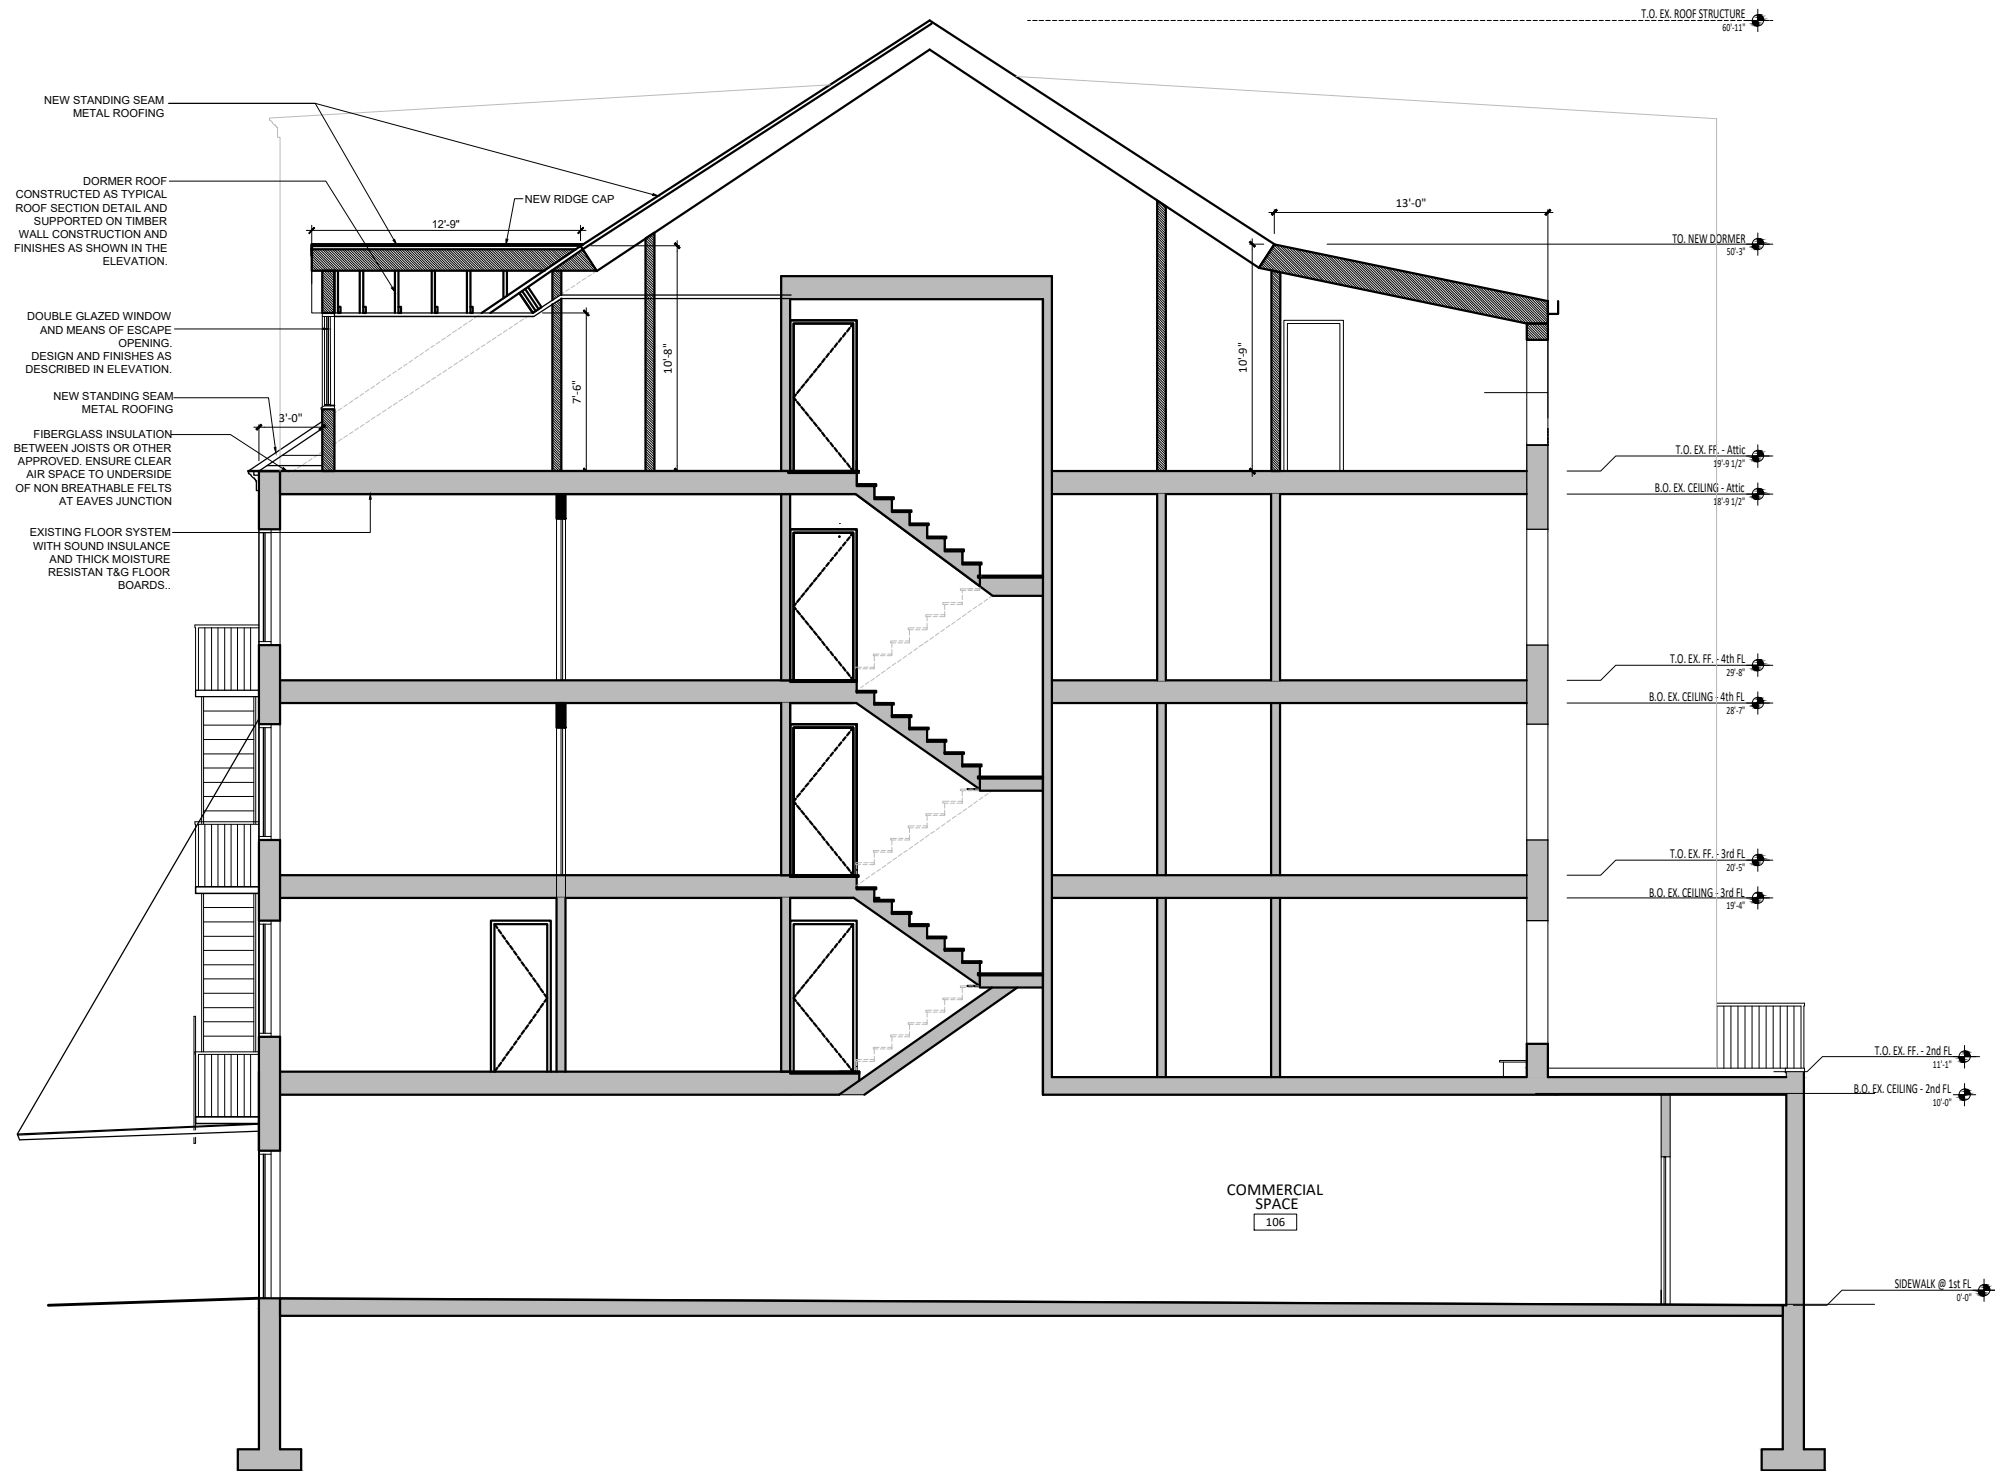 T.O. EX. ROOF STRUCTURE
60'-11"
NEW STANDING SEAM
METAL ROOFING
DORMER ROOF
CONSTRUCTED AS TYPICAL
ROOF SECTION DETAIL AND
SUPPORTED ON TIMBER
WALL CONSTRUCTION AND
FINISHES AS SHOWN IN THE
ELEVATION.
NEW RIDGE CAP
12'-9"
13'-0"
TO. NEW DORMER
50'-3"
DOUBLE GLAZED WINDOW
AND MEANS OF ESCAPE
OPENING.
DESIGN AND FINISHES AS
DESCRIBED IN ELEVATION.
7'-6"
10'-8"
10'-9"
NEW STANDING SEAM
METAL ROOFING
3'-0"
FIBERGLASS INSULATION
BETWEEN JOISTS OR OTHER
APPROVED. ENSURE CLEAR
AIR SPACE TO UNDERSIDE
OF NON BREATHABLE FELTS
AT EAVES JUNCTION
T.O. EX. FF. - Attic
19'-9 1/2"
B.O. EX. CEILING - Attic
18'-9 1/2"
EXISTING FLOOR SYSTEM
WITH SOUND INSULANCE
AND THICK MOISTURE
RESISTAN T&G FLOOR
BOARDS..
T.O. EX. FF. - 4th FL
29'-8"
B.O. EX. CEILING - 4th FL
28'-7"
T.O. EX. FF. - 3rd FL
20'-5"
B.O. EX. CEILING - 3rd FL
19'-4"
T.O. EX. FF. - 2nd FL
11'-1"
B.O. EX. CEILING - 2nd FL
10'-0"
COMMERCIAL
SPACE
106
SIDEWALK @ 1st FL
0'-0"